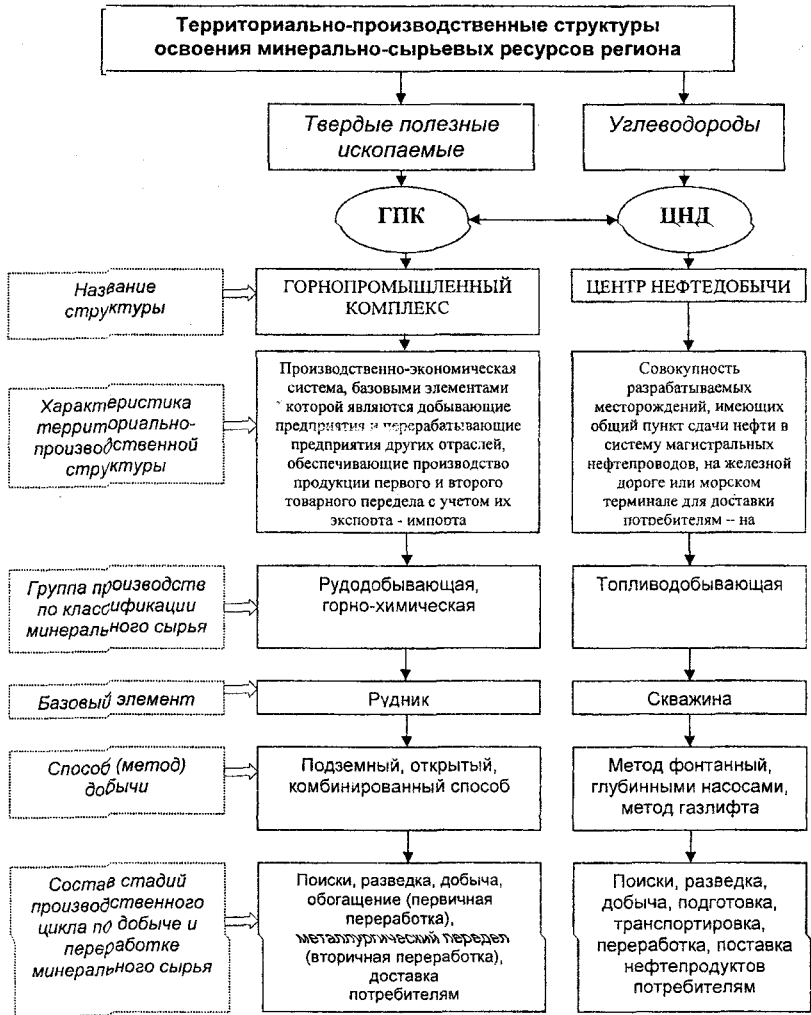 Территориально-производственные структуры
освоения минерально-сырьевых ресурсов региона
Твердые полезные
ископаемые
Углеводороды
ГПК
ЦНД
Название
структуры
ГОРНОПРОМЫШЛЕННЫЙ
КОМПЛЕКС
ЦЕНТР НЕФТЕДОБЫЧИ
Характеристика
территориально-
производственной
структуры
Производственно-экономическая
система, базовыми элементами
которой являются добывающие
предприятия и перерабатывающие
предприятия других отраслей,
обеспечивающие производство
продукции первого и второго
товарного передела с учетом их
экспорта - импорта
Совокупность
разрабатываемых
месторождений, имеющих
общий пункт сдачи нефти в
систему магистральных
нефтепроводов, на железной
дороге или морском
терминале для доставки
потребителям – на
Группа производств
по классификации
минерального сырья
Рудодобывающая,
горно-химическая
Топливодобывающая
Базовый элемент
Рудник
Скважина
Способ (метод)
добычи
Подземный, открытый,
комбинированный способ
Метод фонтанный,
глубинными насосами,
метод газлифта
Состав стадий
производственного
цикла по добыче и
переработке
минерального сырья
Поиски, разведка, добыча,
обогащение (первичная
переработка),
металлургический передел
(вторичная переработка),
доставка
потребителям
Поиски, разведка,
добыча, подготовка,
транспортировка,
переработка, поставка
нефтепродуктов
потребителям